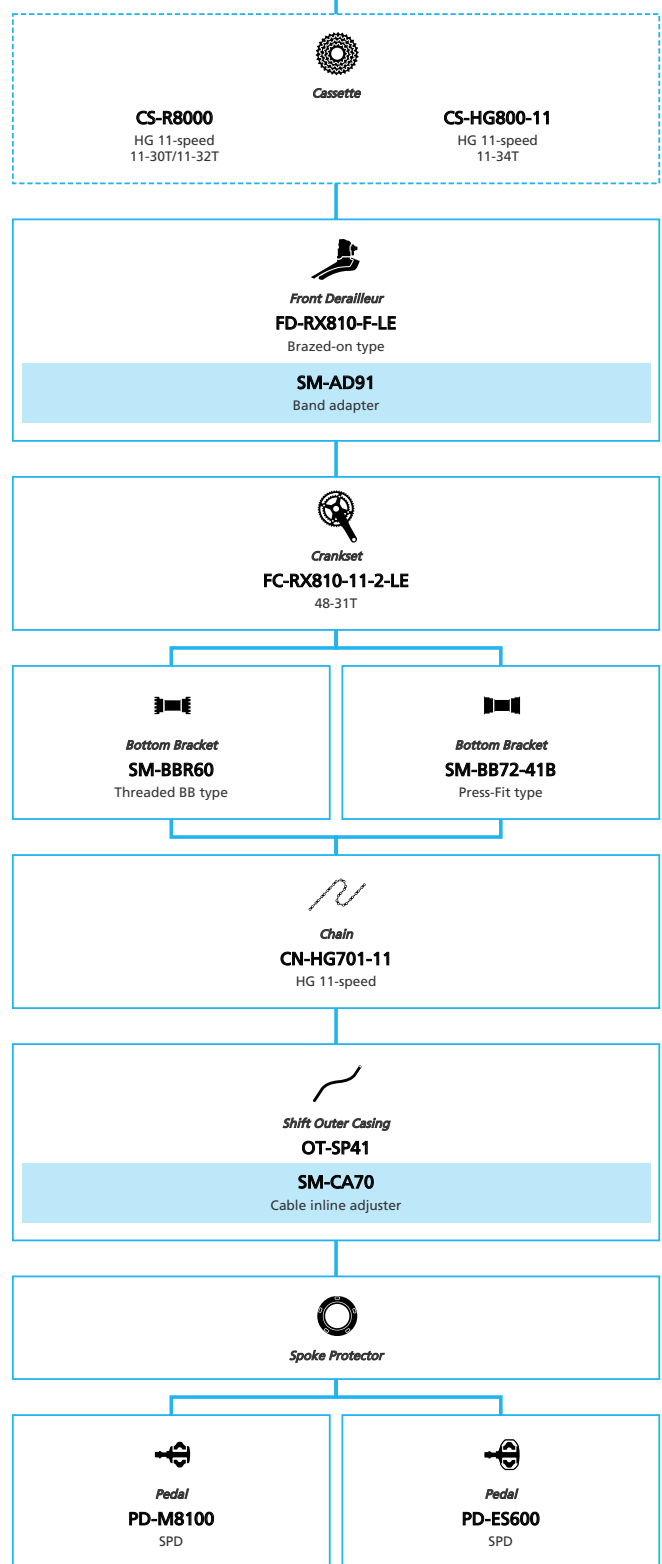 Cassette
CS-R8000
HG 11-speed
11-30T/11-32T
CS-HG800-11
HG 11-speed
11-34T
Front Derailleur
FD-RX810-F-LE
Brazed-on type
SM-AD91
Band adapter
Crankset
FC-RX810-11-2-LE
48-31T
Bottom Bracket
SM-BBR60
Threaded BB type
Bottom Bracket
SM-BB72-41B
Press-Fit type
Chain
CN-HG701-11
HG 11-speed
Shift Outer Casing
OT-SP41
SM-CA70
Cable inline adjuster
Spoke Protector
Pedal
PD-M8100
SPD
Pedal
PD-ES600
SPD